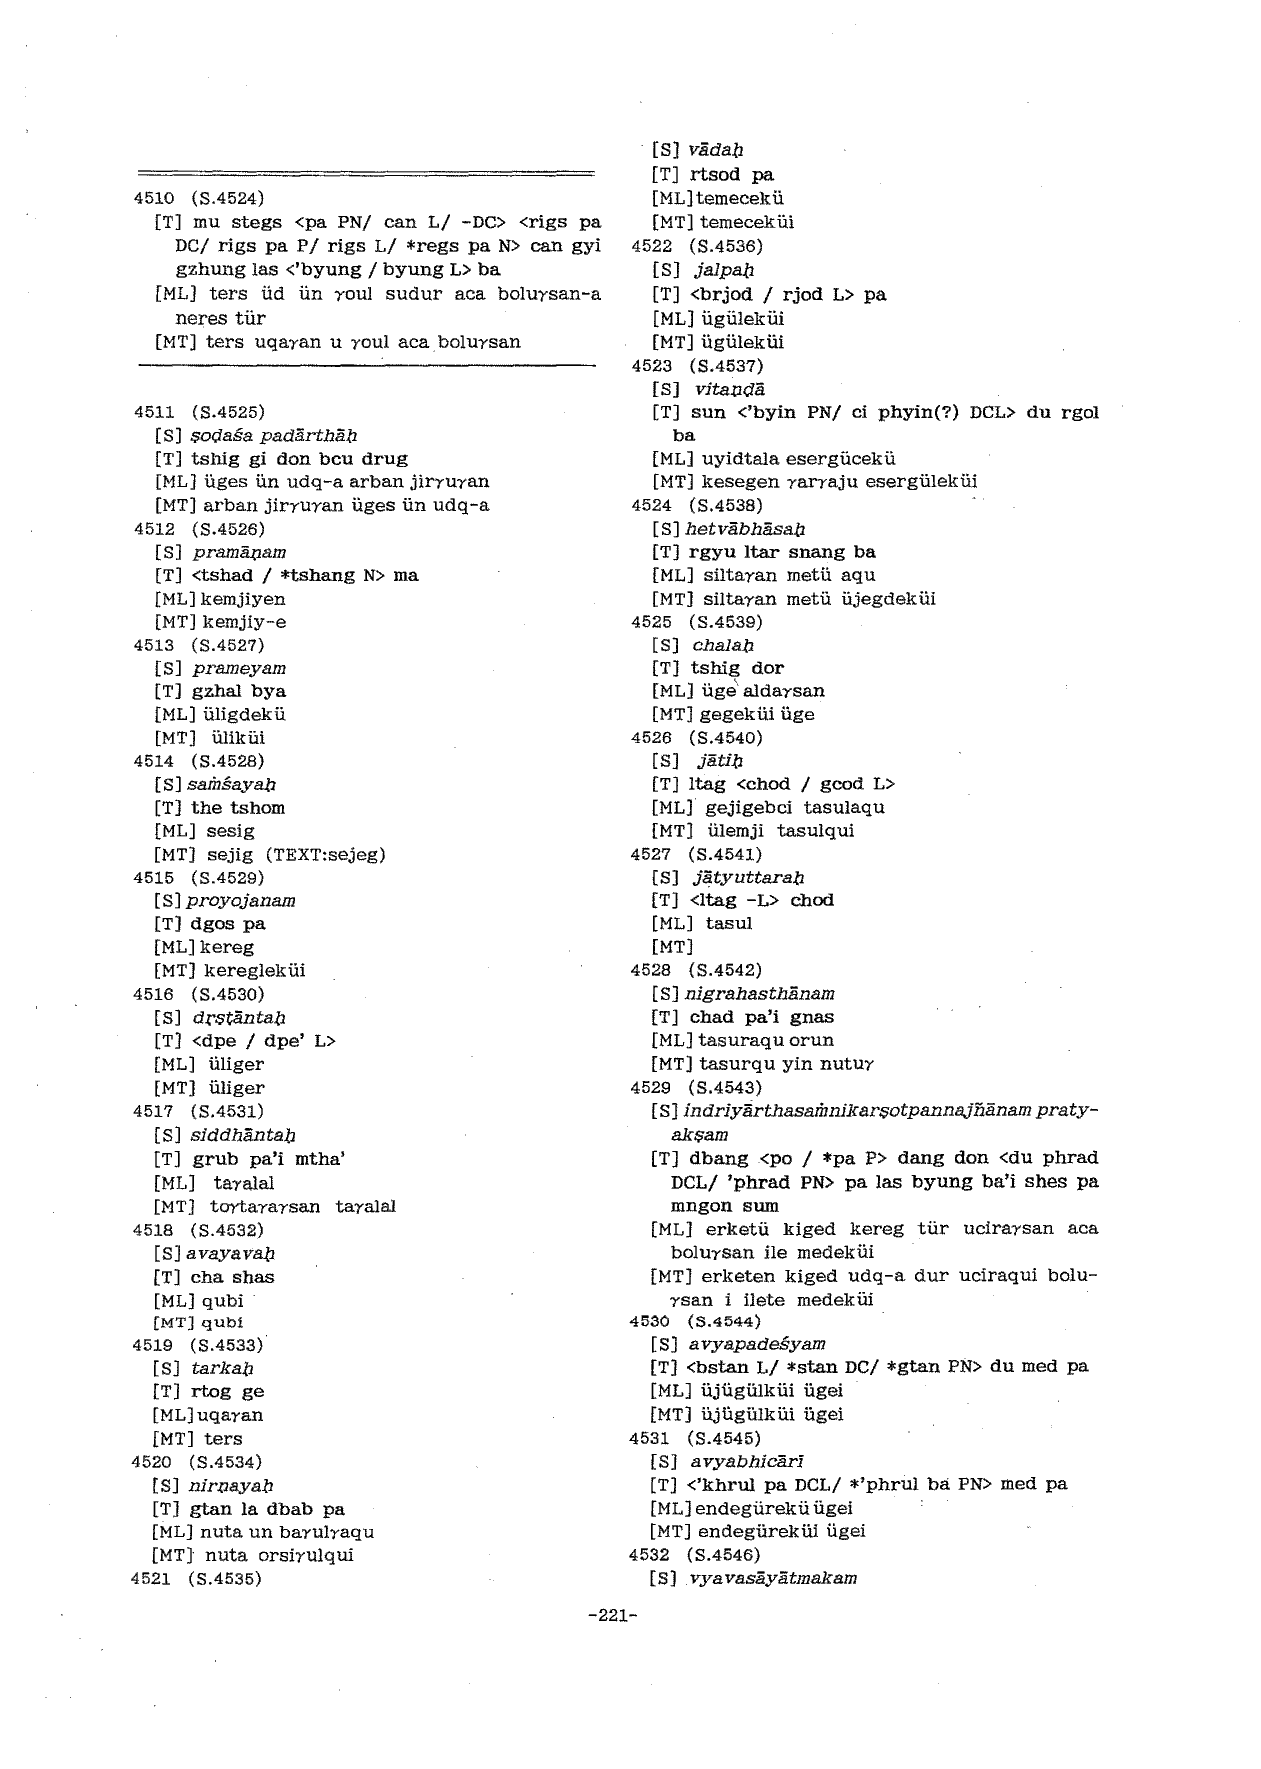 4510 (S.4524)
[T] mu stegs <pa PN/ can L/ -DC> <rigs pa
DC/ rigs pa P/ rigs L/ *regs pa N> can gyi
gzhung las <'byung / byung L> ba
[ML] ters üd ün γoul sudur aca boluγsan-a
neres tür
[MT] ters uqaγan u γoul aca boluγsan
4511 (S.4525)
[S] ṣoḍaśa padārthāḥ
[T] tshig gi don bcu drug
[ML] üges ün udq-a arban jirγuγan
[MT] arban jirγuγan üges ün udq-a
4512 (S.4526)
[S] pramāṇam
[T] <tshad / *tshang N> ma
[ML] kemjiyen
[MT] kemjiy-e
4513 (S.4527)
[S] prameyam
[T] gzhal bya
[ML] üligdekü
[MT] üliküi
4514 (S.4528)
[S] saṁśayaḥ
[T] the tshom
[ML] sesig
[MT] sejig (TEXT:sejeg)
4515 (S.4529)
[S] proyojanam
[T] dgos pa
[ML] kereg
[MT] keregleküi
4516 (S.4530)
[S] dṛṣṭāntaḥ
[T] <dpe / dpe' L>
[ML] üliger
[MT] üliger
4517 (S.4531)
[S] siddhāntaḥ
[T] grub pa'i mtha'
[ML] taγalal
[MT] toγtaγaγsan taγalal
4518 (S.4532)
[S] avayavaḥ
[T] cha shas
[ML] qubi
[MT] qubi
4519 (S.4533)
[S] tarkaḥ
[T] rtog ge
[ML] uqaγan
[MT] ters
4520 (S.4534)
[S] nirṇayaḥ
[T] gtan la dbab pa
[ML] nuta un baγulγaqu
[MT] nuta orsiγulqui
4521 (S.4535)
[S] vādaḥ
[T] rtsod pa
[ML] temecekü
[MT] temeceküi
4522 (S.4536)
[S] jalpaḥ
[T] <brjod / rjod L> pa
[ML] ügüleküi
[MT] ügüleküi
4523 (S.4537)
[S] vitaṇḍā
[T] sun <'byin PN/ ci phyin(?) DCL> du rgol
ba
[ML] uyidtala esergücekü
[MT] kesegen γarγaju esergüleküi
4524 (S.4538)
[S] hetvābhāsaḥ
[T] rgyu ltar snang ba
[ML] siltaγan metü aqu
[MT] siltaγan metü üjegdeküi
4525 (S.4539)
[S] chalaḥ
[T] tshig dor
[ML] üge aldaγsan
[MT] gegeküi üge
4526 (S.4540)
[S] jātiḥ
[T] ltag <chod / gcod L>
[ML] gejigebci tasulaqu
[MT] ülemji tasulqui
4527 (S.4541)
[S] jātyuttaraḥ
[T] <ltag -L> chod
[ML] tasul
[MT]
4528 (S.4542)
[S] nigrahasthānam
[T] chad pa'i gnas
[ML] tasuraqu orun
[MT] tasurqu yin nutuγ
4529 (S.4543)
[S] indriyārthasaṁnikarṣotpannajñānam praty-
akṣam
[T] dbang <po / *pa P> dang don <du phrad
DCL/ 'phrad PN> pa las byung ba'i shes pa
mngon sum
[ML] erketü kiged kereg tür uciraγsan aca
boluγsan ile medeküi
[MT] erketen kiged udq-a dur uciraqui bolu-
γsan i ilete medeküi
4530 (S.4544)
[S] avyapadeśyam
[T] <bstan L/ *stan DC/ *gtan PN> du med pa
[ML] üjügülküi ügei
[MT] üjügülküi ügei
4531 (S.4545)
[S] avyabhicārī
[T] <'khrul pa DCL/ *'phrul ba PN> med pa
[ML] endegürekü ügei
[MT] endegüreküi ügei
4532 (S.4546)
[S] vyavasāyātmakam
-221-